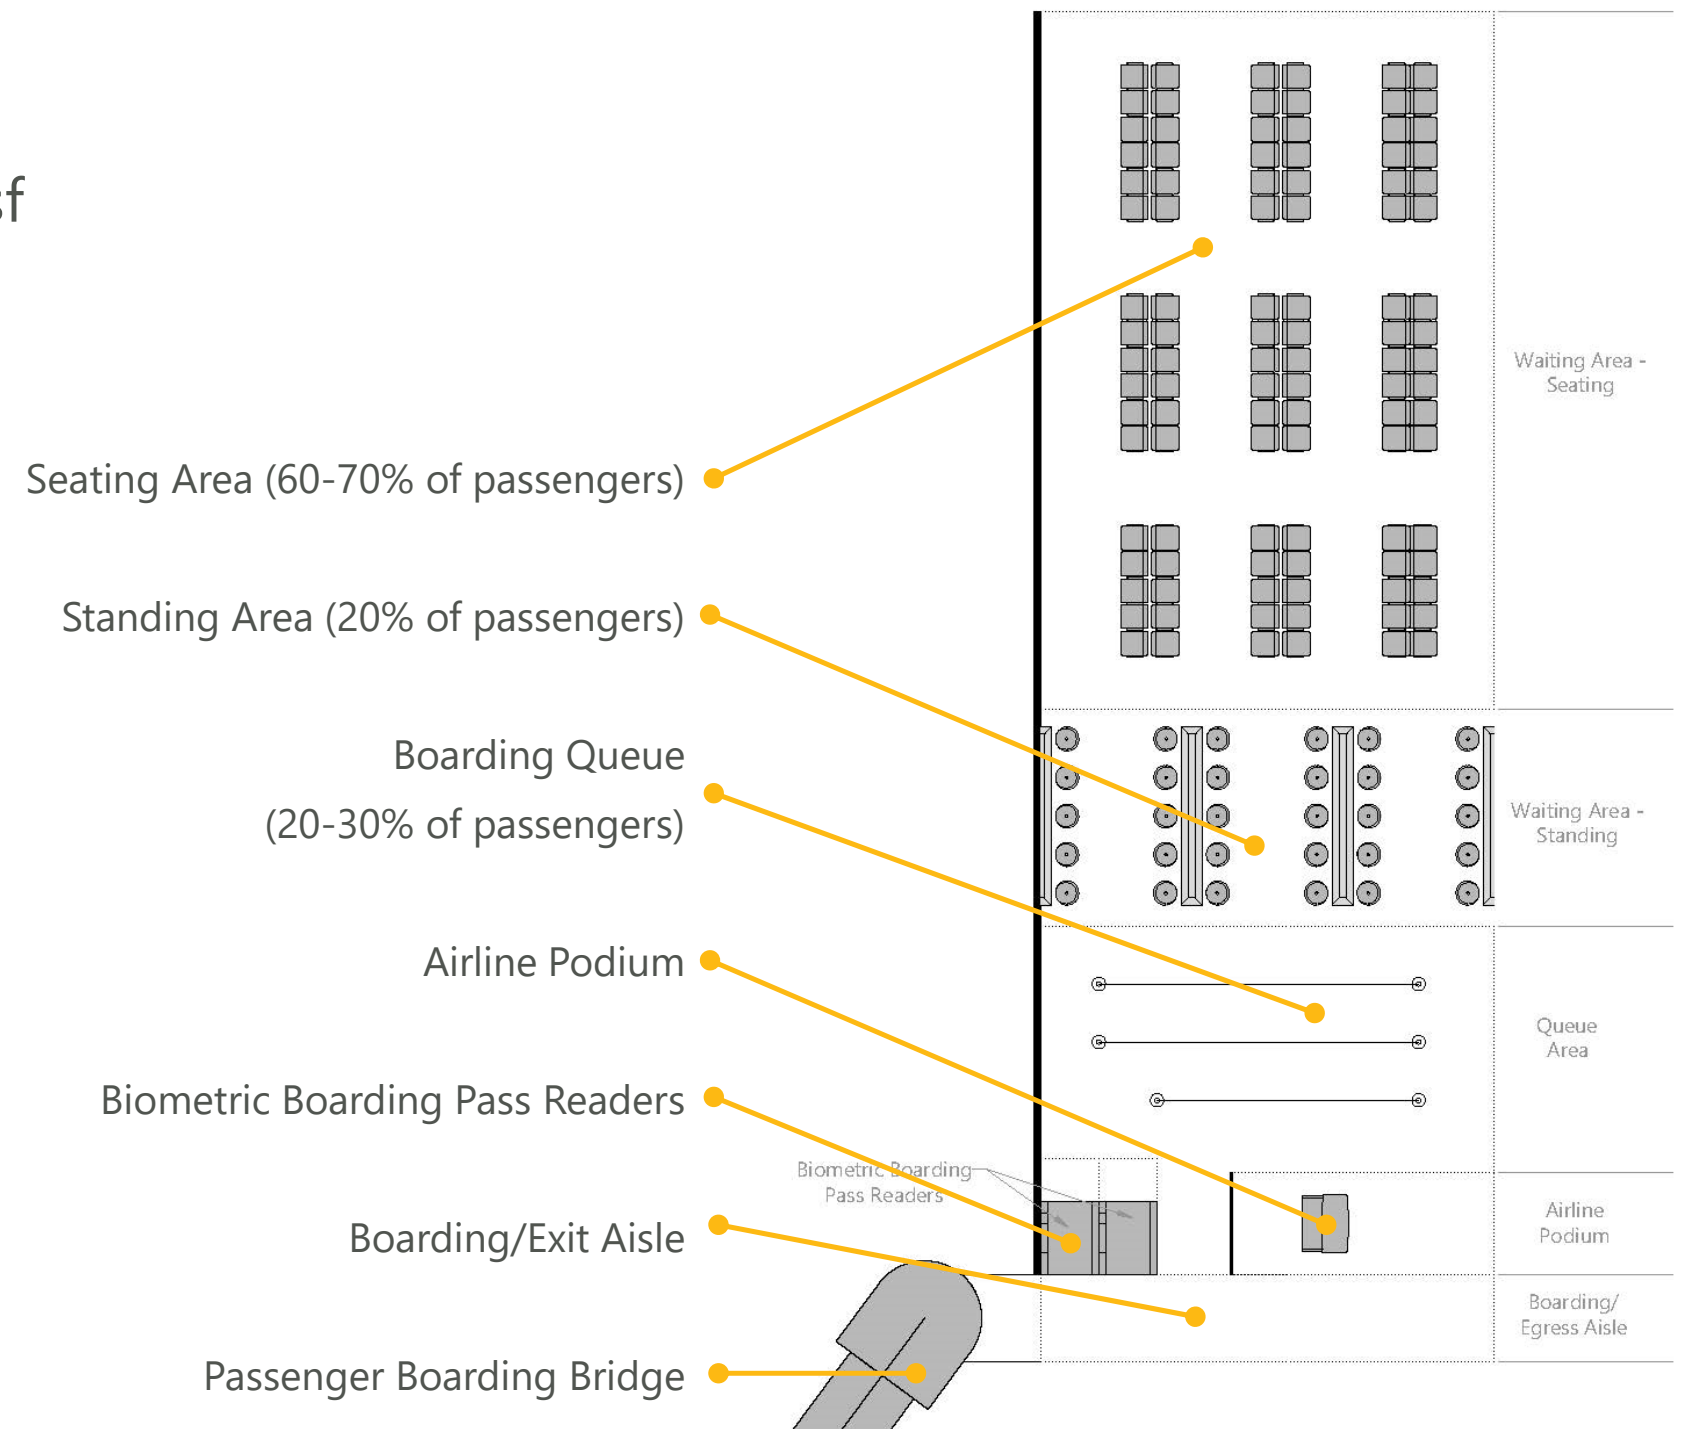 sf
Seating Area (60-70% of passengers)
Standing Area (20% of passengers)
Boarding Queue
(20-30% of passengers)
Airline Podium
Biometric Boarding Pass Readers
Boarding/Exit Aisle
Passenger Boarding Bridge
Biometric Boarding
Pass Readers
Waiting Area -
Seating
Waiting Area -
Standing
Queue
Area
Airline
Podium
Boarding/
Egress Aisle